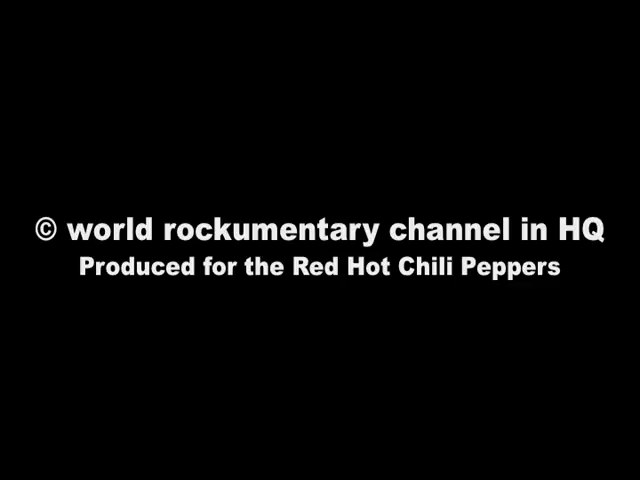 © world rockumentary channel in HQ
Produced for the Red Hot Chili Peppers